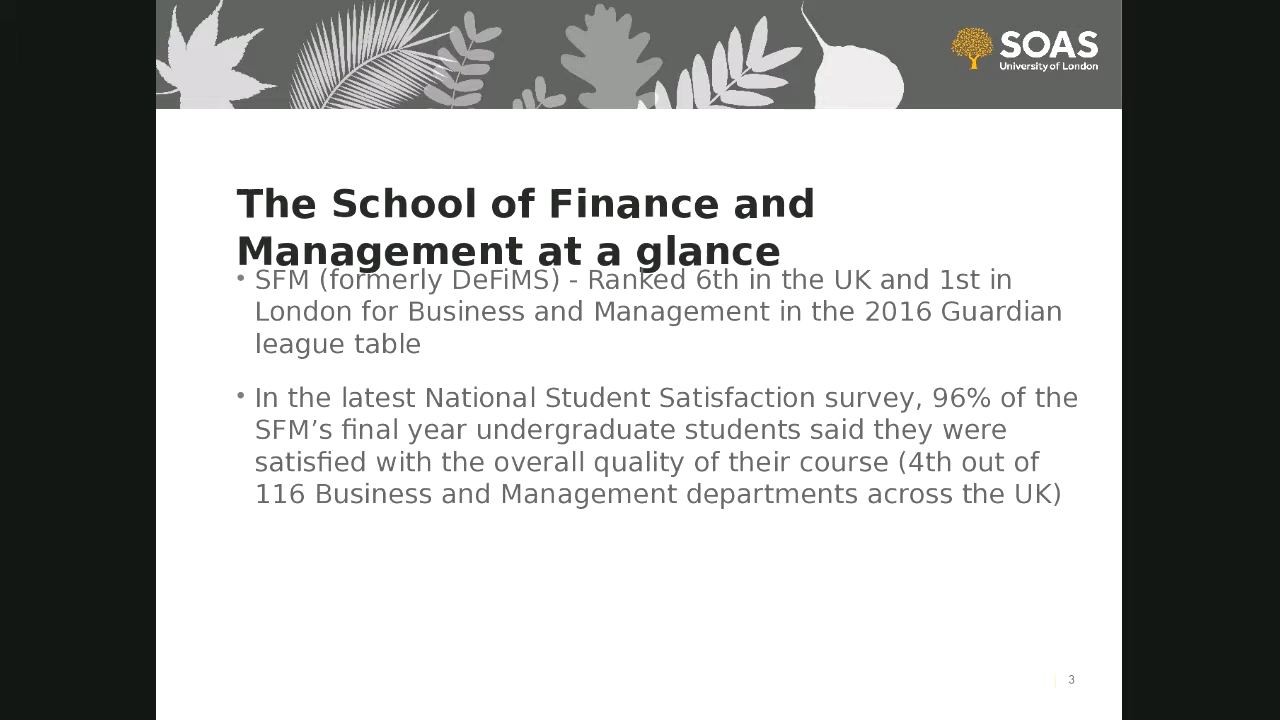 SOAS
University of London
The School of Finance and
Management at a glance
• SFM (formerly DeFiMS) - Ranked 6th in the UK and 1st in
London for Business and Management in the 2016 Guardian
league table
• In the latest National Student Satisfaction survey, 96% of the
SFM’s final year undergraduate students said they were
satisfied with the overall quality of their course (4th out of
116 Business and Management departments across the UK)
3